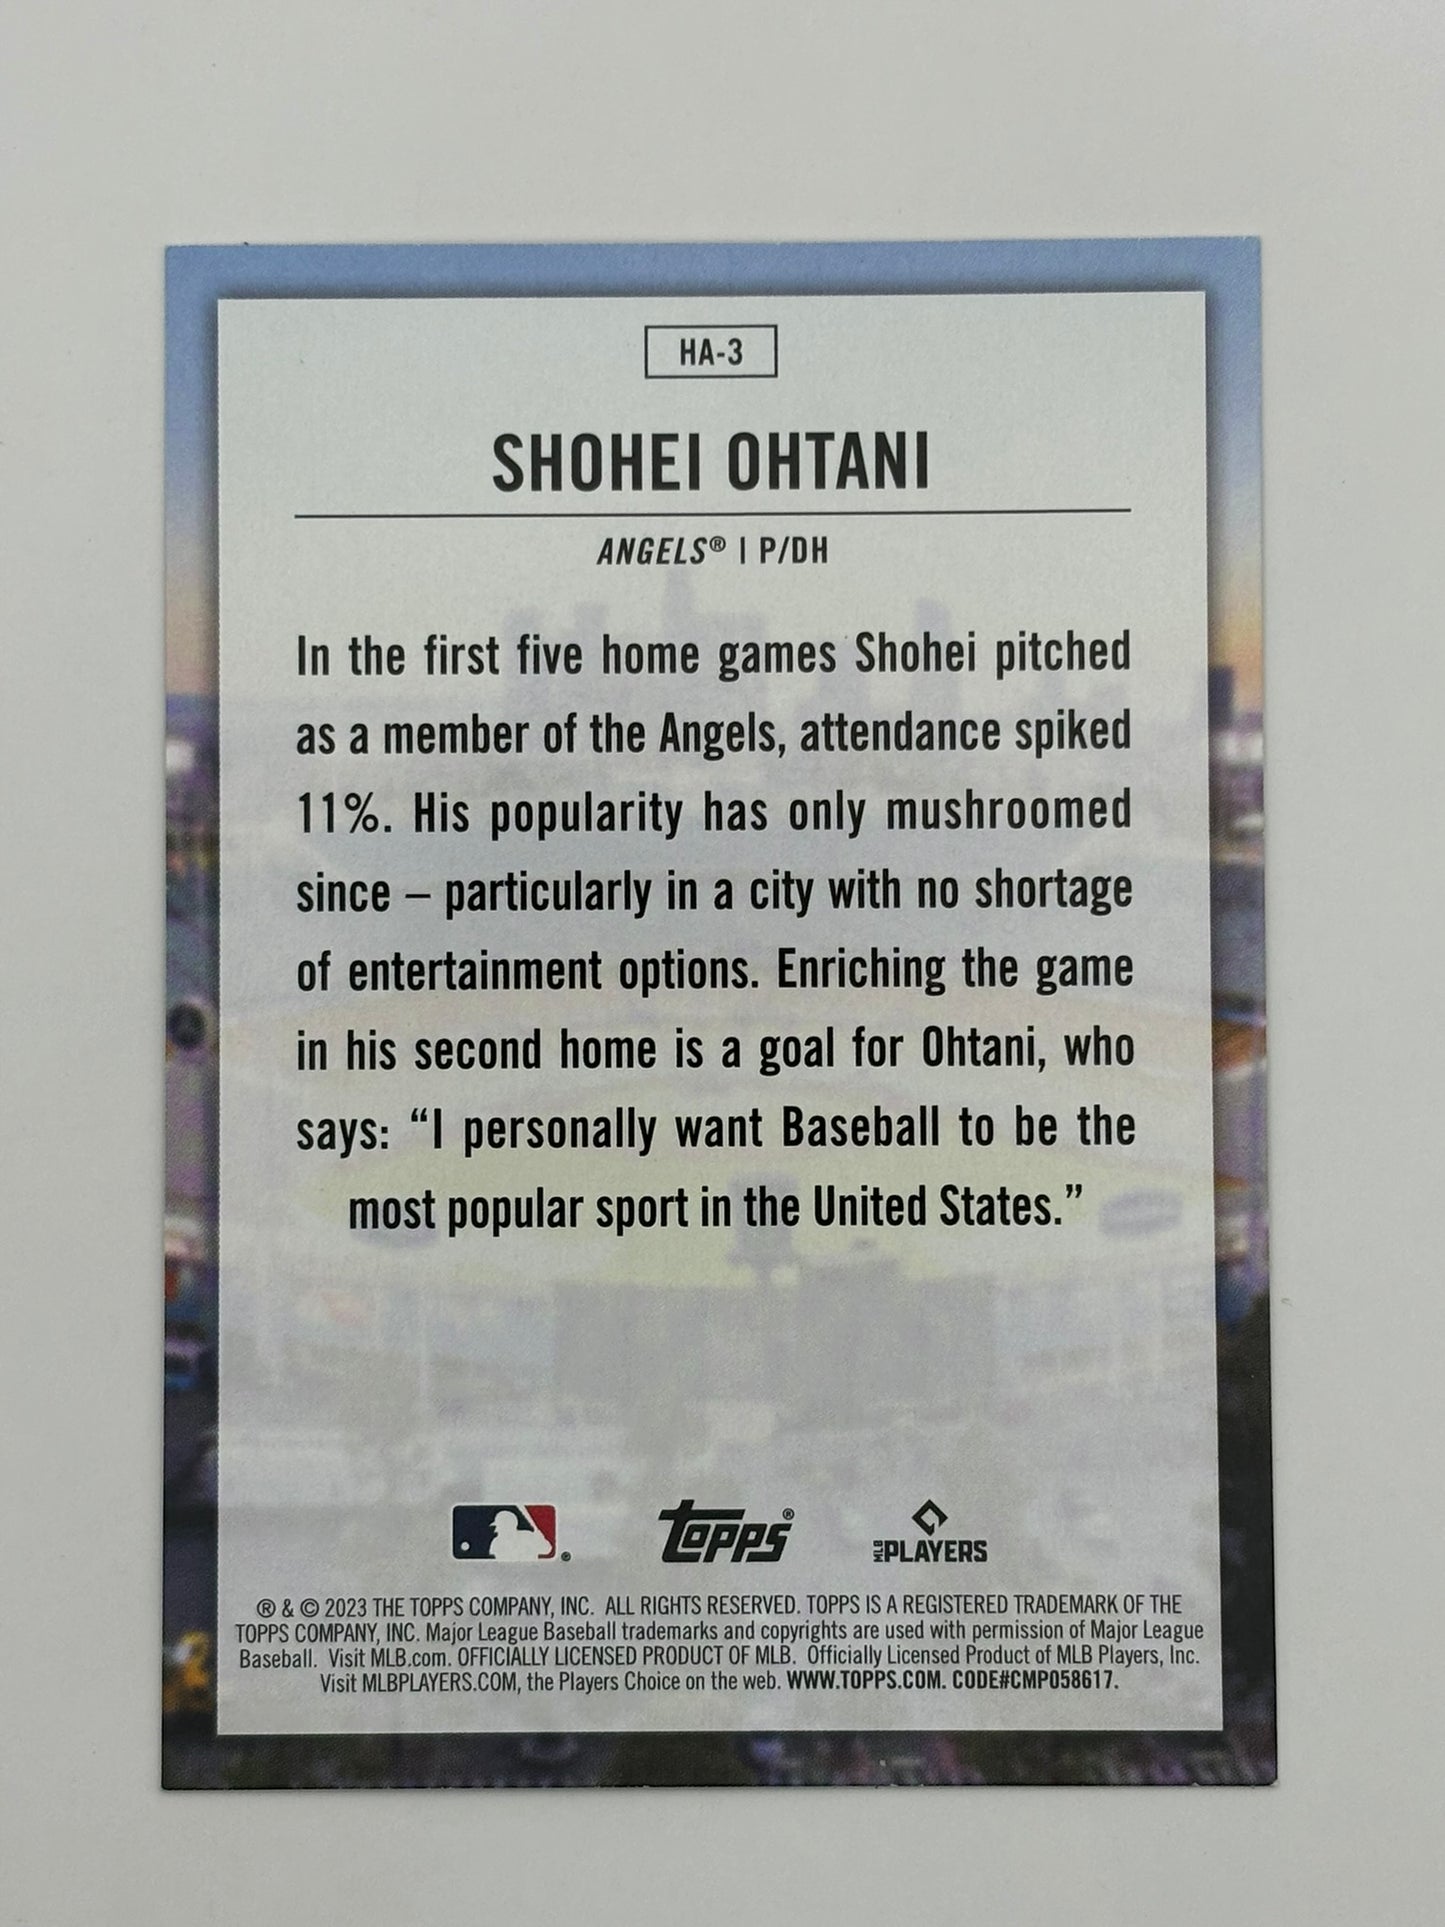 HA-3
SHOHEI OHTANI
ANGELS® | P/DH
In the first five home games Shohei pitched
as a member of the Angels, attendance spiked
11%. His popularity has only mushroomed
since – particularly in a city with no shortage
of entertainment options. Enriching the game
in his second home is a goal for Ohtani, who
says: “I personally want Baseball to be the
most popular sport in the United States.”
® topps® MLB PLAYERS
® & © 2023 THE TOPPS COMPANY, INC. ALL RIGHTS RESERVED. TOPPS IS A REGISTERED TRADEMARK OF THE
TOPPS COMPANY, INC. Major League Baseball trademarks and copyrights are used with permission of Major League
Baseball. Visit MLB.com. OFFICIALLY LICENSED PRODUCT OF MLB. Officially Licensed Product of MLB Players, Inc.
Visit MLBPLAYERS.COM, the Players Choice on the web. WWW.TOPPS.COM. CODE#CMP058617.